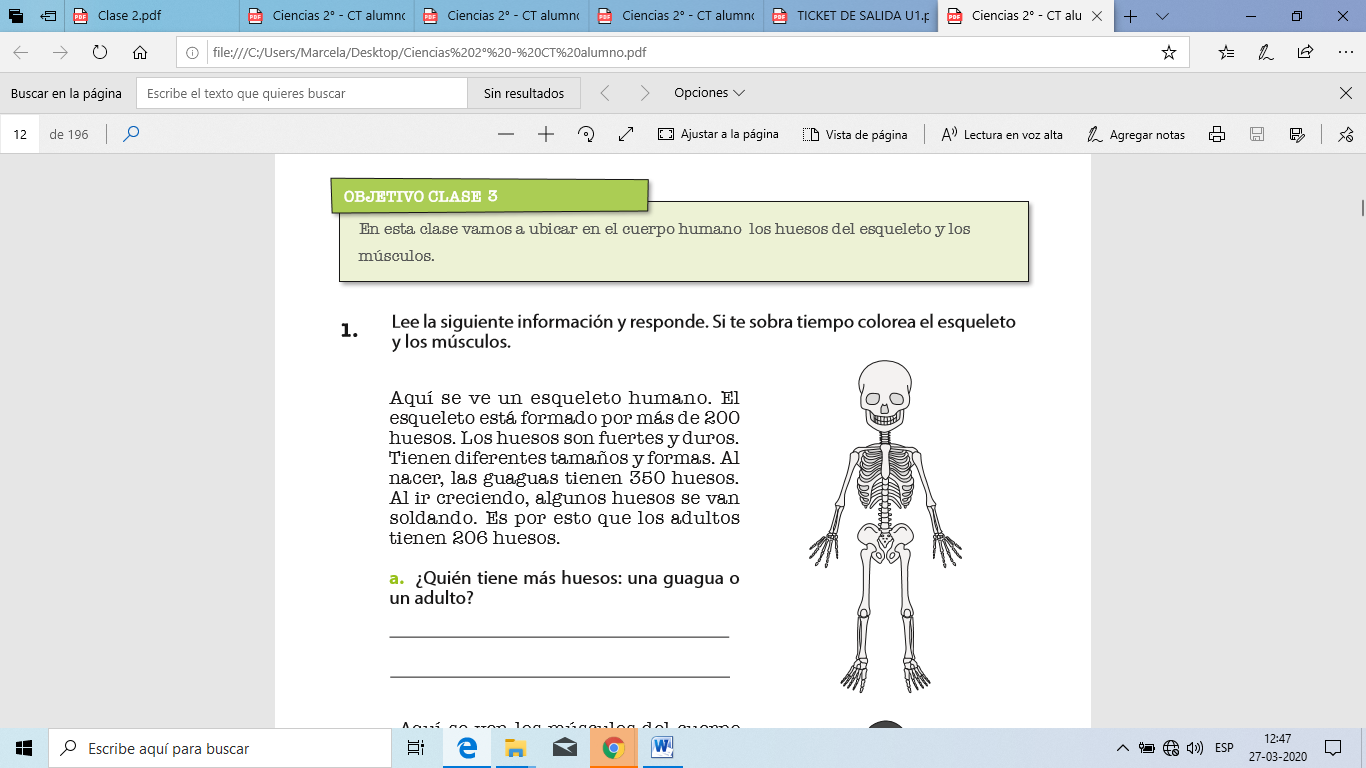 Clase 2.pdf
Ciencias 2° - CT alumno
Ciencias 2° - CT alumno
Ciencias 2° - CT alumno
TICKET DE SALIDA U1.p
Ciencias 2° - CT alu
file:///C:/Users/Marcela/Desktop/Ciencias%202°%20-%20CT%20alumno.pdf
Buscar en la página
Escribe el texto que quieres buscar
Sin resultados
Opciones
12 de 196
Ajustar a la página
Vista de página
Lectura en voz alta
Agregar notas
OBJETIVO CLASE 3
En esta clase vamos a ubicar en el cuerpo humano los huesos del esqueleto y los
músculos.
1. Lee la siguiente información y responde. Si te sobra tiempo colorea el esqueleto
y los músculos.
Aquí se ve un esqueleto humano. El
esqueleto está formado por más de 200
huesos. Los huesos son fuertes y duros.
Tienen diferentes tamaños y formas. Al
nacer, las guaguas tienen 350 huesos.
Al ir creciendo, algunos huesos se van
soldando. Es por esto que los adultos
tienen 206 huesos.
a. ¿Quién tiene más huesos: una guagua o
un adulto?
Aquí se ven los músculos del cuerpo
Escribe aquí para buscar
ESP
12:47
27-03-2020